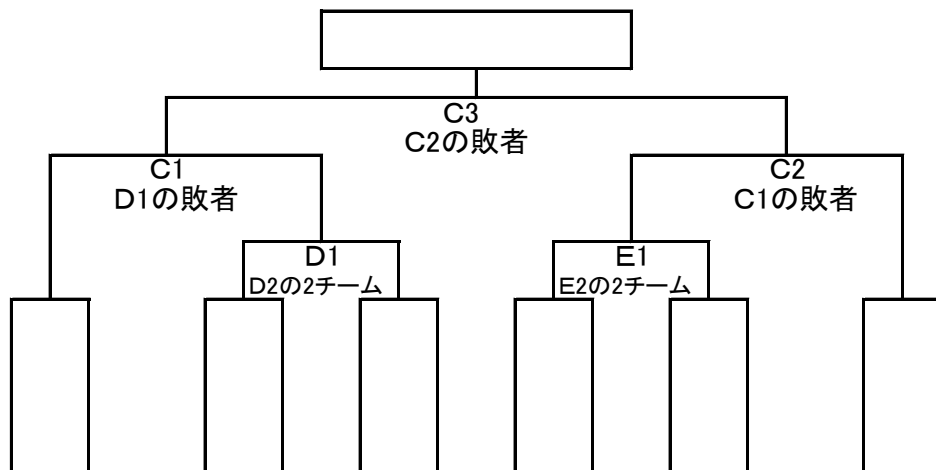 C3
C2の敗者
C1
D1の敗者
C2
C1の敗者
D1
D2の2チーム
E1
E2の2チーム